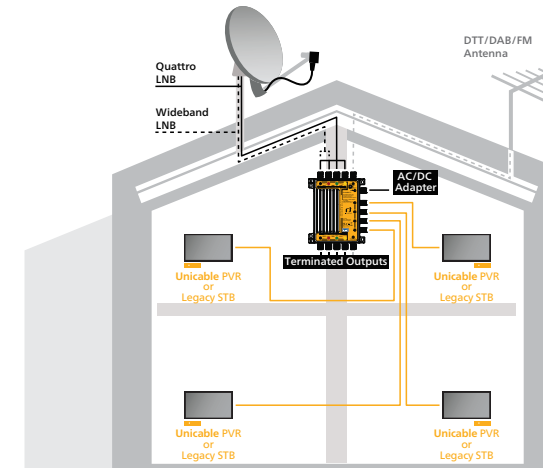 DTT/DAB/FM
Antenna
Quattro
LNB
Wideband
LNB
AC/DC
Adapter
Terminated Outputs
Unicable PVR
or
Legacy STB
Unicable PVR
or
Legacy STB
Unicable PVR
or
Legacy STB
Unicable PVR
or
Legacy STB